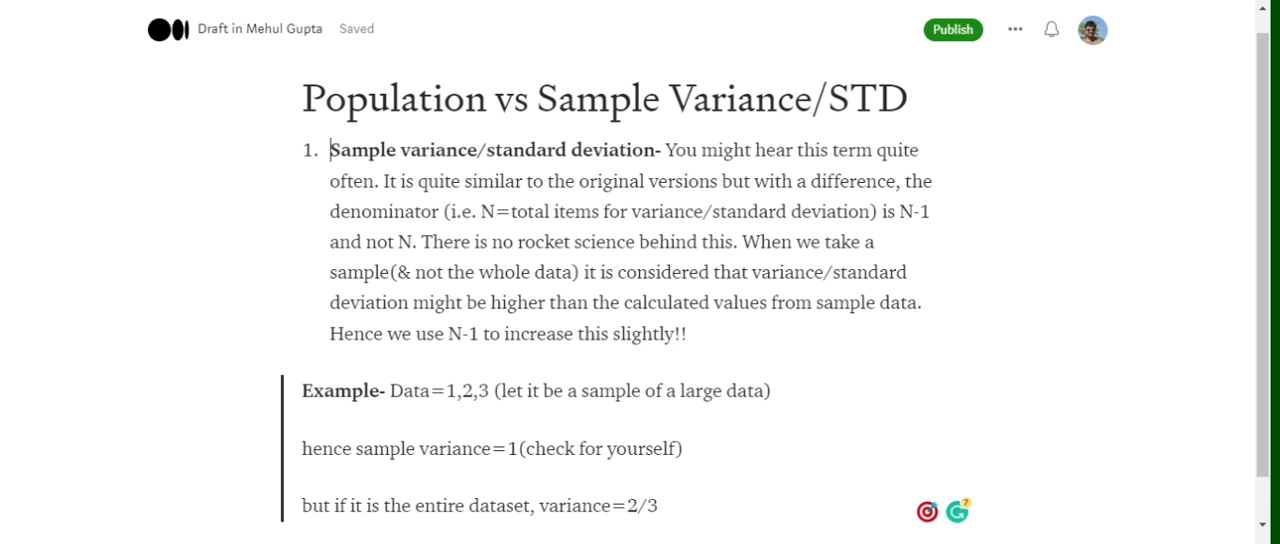 Draft in Mehul Gupta Saved Publish
Population vs Sample Variance/STD
1. Sample variance/standard deviation- You might hear this term quite
often. It is quite similar to the original versions but with a difference, the
denominator (i.e. N=total items for variance/standard deviation) is N-1
and not N. There is no rocket science behind this. When we take a
sample(& not the whole data) it is considered that variance/standard
deviation might be higher than the calculated values from sample data.
Hence we use N-1 to increase this slightly!!
Example- Data=1,2,3 (let it be a sample of a large data)
hence sample variance=1(check for yourself)
but if it is the entire dataset, variance=2/3
7